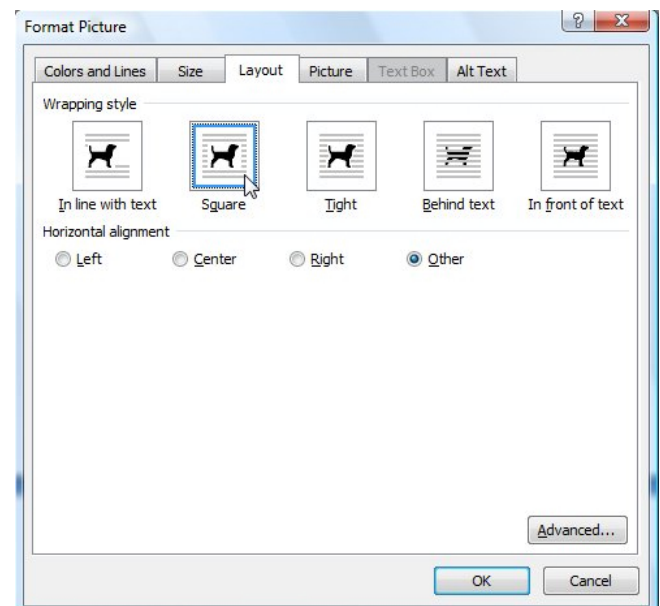 Format Picture
?
X
Colors and Lines Size Layout Picture Text Box Alt Text
Wrapping style
In line with text Square Tight Behind text In front of text
Horizontal alignment
Left Center Right Other
Advanced...
OK Cancel